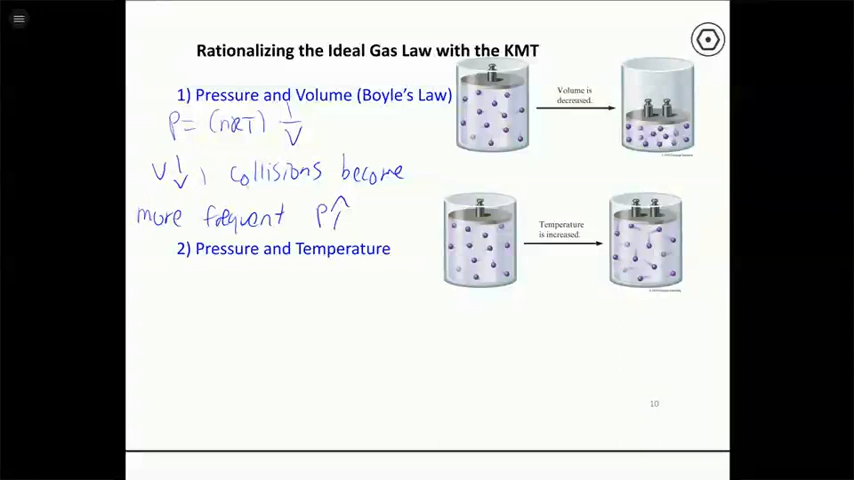 Rationalizing the Ideal Gas Law with the KMT
1) Pressure and Volume (Boyle's Law)
P = (nRT) 1/V
V↓, collisions become
more frequent P↑
Volume is
decreased.
2) Pressure and Temperature
Temperature
is increased.
10